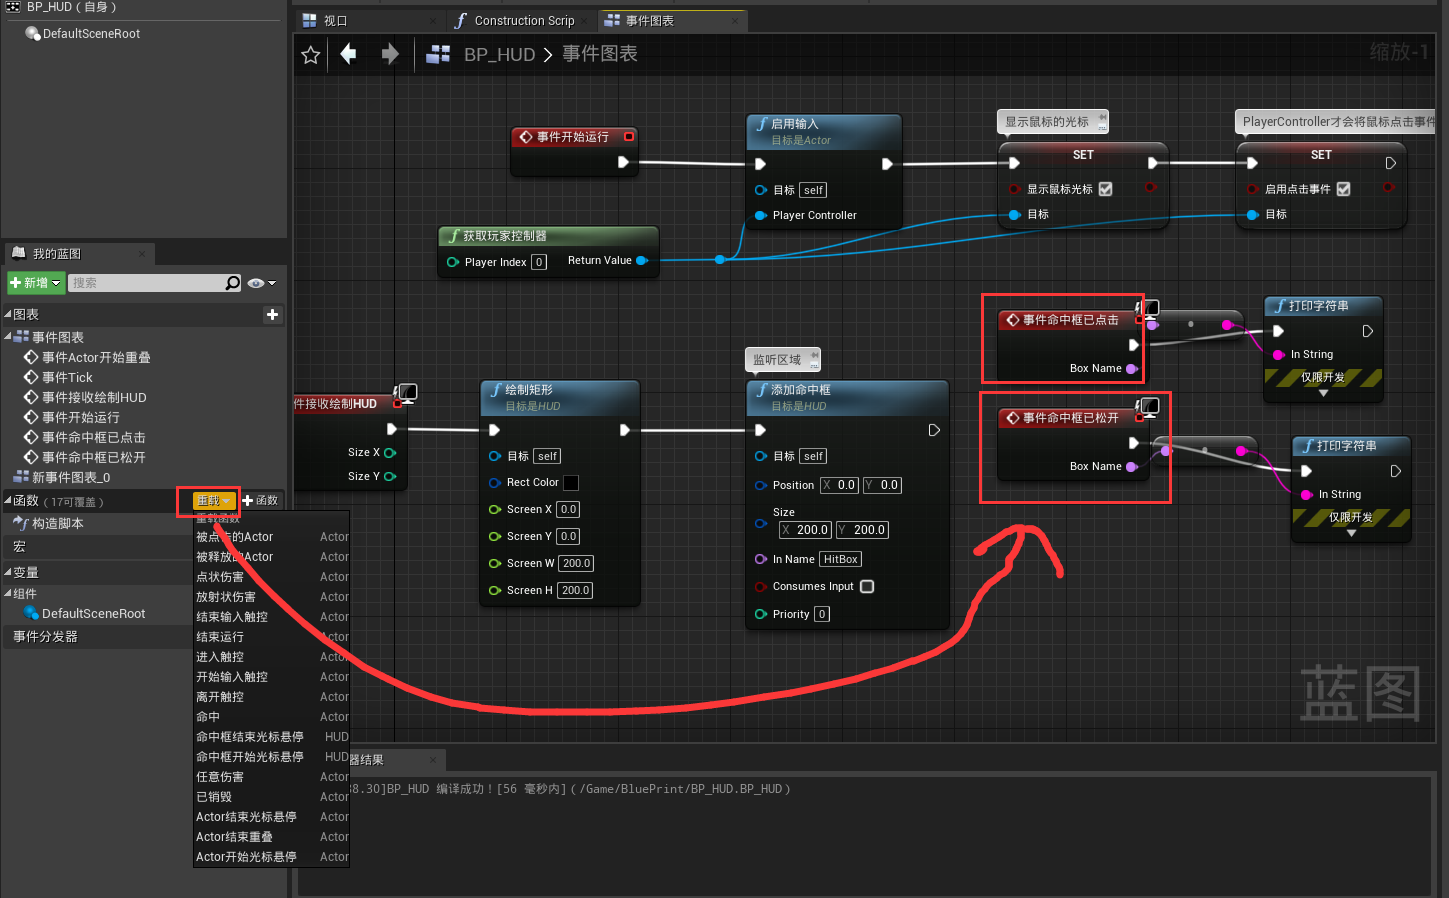 BP_HUD（自身）
DefaultSceneRoot
我的蓝图
新增
搜索
图表
事件图表
事件Actor开始重叠
事件Tick
事件接收绘制HUD
事件开始运行
事件命中框已点击
事件命中框已松开
新事件图表_0
函数（17可覆盖）
重载
函数
构造脚本
宏
变量
组件
DefaultSceneRoot
事件分发器
重载函数
被点击的Actor Actor
被释放的Actor Actor
点状伤害 Actor
放射状伤害 Actor
结束输入触控 Actor
结束运行 Actor
进入触控 Actor
开始输入触控 Actor
离开触控 Actor
命中 Actor
命中框结束光标悬停 HUD
命中框开始光标悬停 HUD
任意伤害 Actor
已销毁 Actor
Actor结束光标悬停 Actor
Actor结束重叠 Actor
Actor开始光标悬停 Actor
视口
Construction Scrip
事件图表
BP_HUD > 事件图表
缩放-1
事件开始运行
启用输入
目标是Actor
目标 self
Player Controller
获取玩家控制器
Player Index 0
Return Value
显示鼠标的光标
SET
显示鼠标光标
目标
PlayerController才会将鼠标点击事件
SET
启用点击事件
目标
件接收绘制HUD
Size X
Size Y
绘制矩形
目标是HUD
目标 self
Rect Color
Screen X 0.0
Screen Y 0.0
Screen W 200.0
Screen H 200.0
监听区域
添加命中框
目标是HUD
目标 self
Position X 0.0 Y 0.0
Size
X 200.0 Y 200.0
In Name HitBox
Consumes Input
Priority 0
事件命中框已点击
Box Name
打印字符串
In String
仅限开发
事件命中框已松开
Box Name
打印字符串
In String
仅限开发
蓝图
器结果
8.30]BP_HUD 编译成功！[56 毫秒内]（/Game/BluePrint/BP_HUD.BP_HUD）